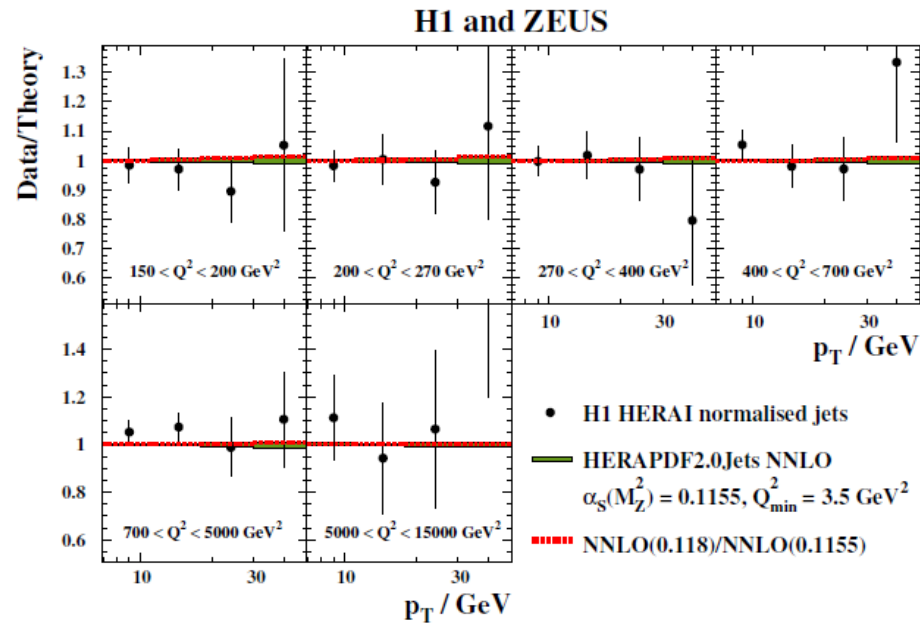 H1 and ZEUS
Data/Theory
1.3
1.2
1.1
1
0.9
0.8
0.7
0.6
150 < Q² < 200 GeV²
200 < Q² < 270 GeV²
270 < Q² < 400 GeV²
400 < Q² < 700 GeV²
10 30 10 30
p_T / GeV
1.4
1.2
1
0.8
0.6
700 < Q² < 5000 GeV²
5000 < Q² < 15000 GeV²
10 30 10 30
p_T / GeV
H1 HERAI normalised jets
HERAPDF2.0Jets NNLO
α_S(M_Z²) = 0.1155, Q²_min = 3.5 GeV²
NNLO(0.118)/NNLO(0.1155)